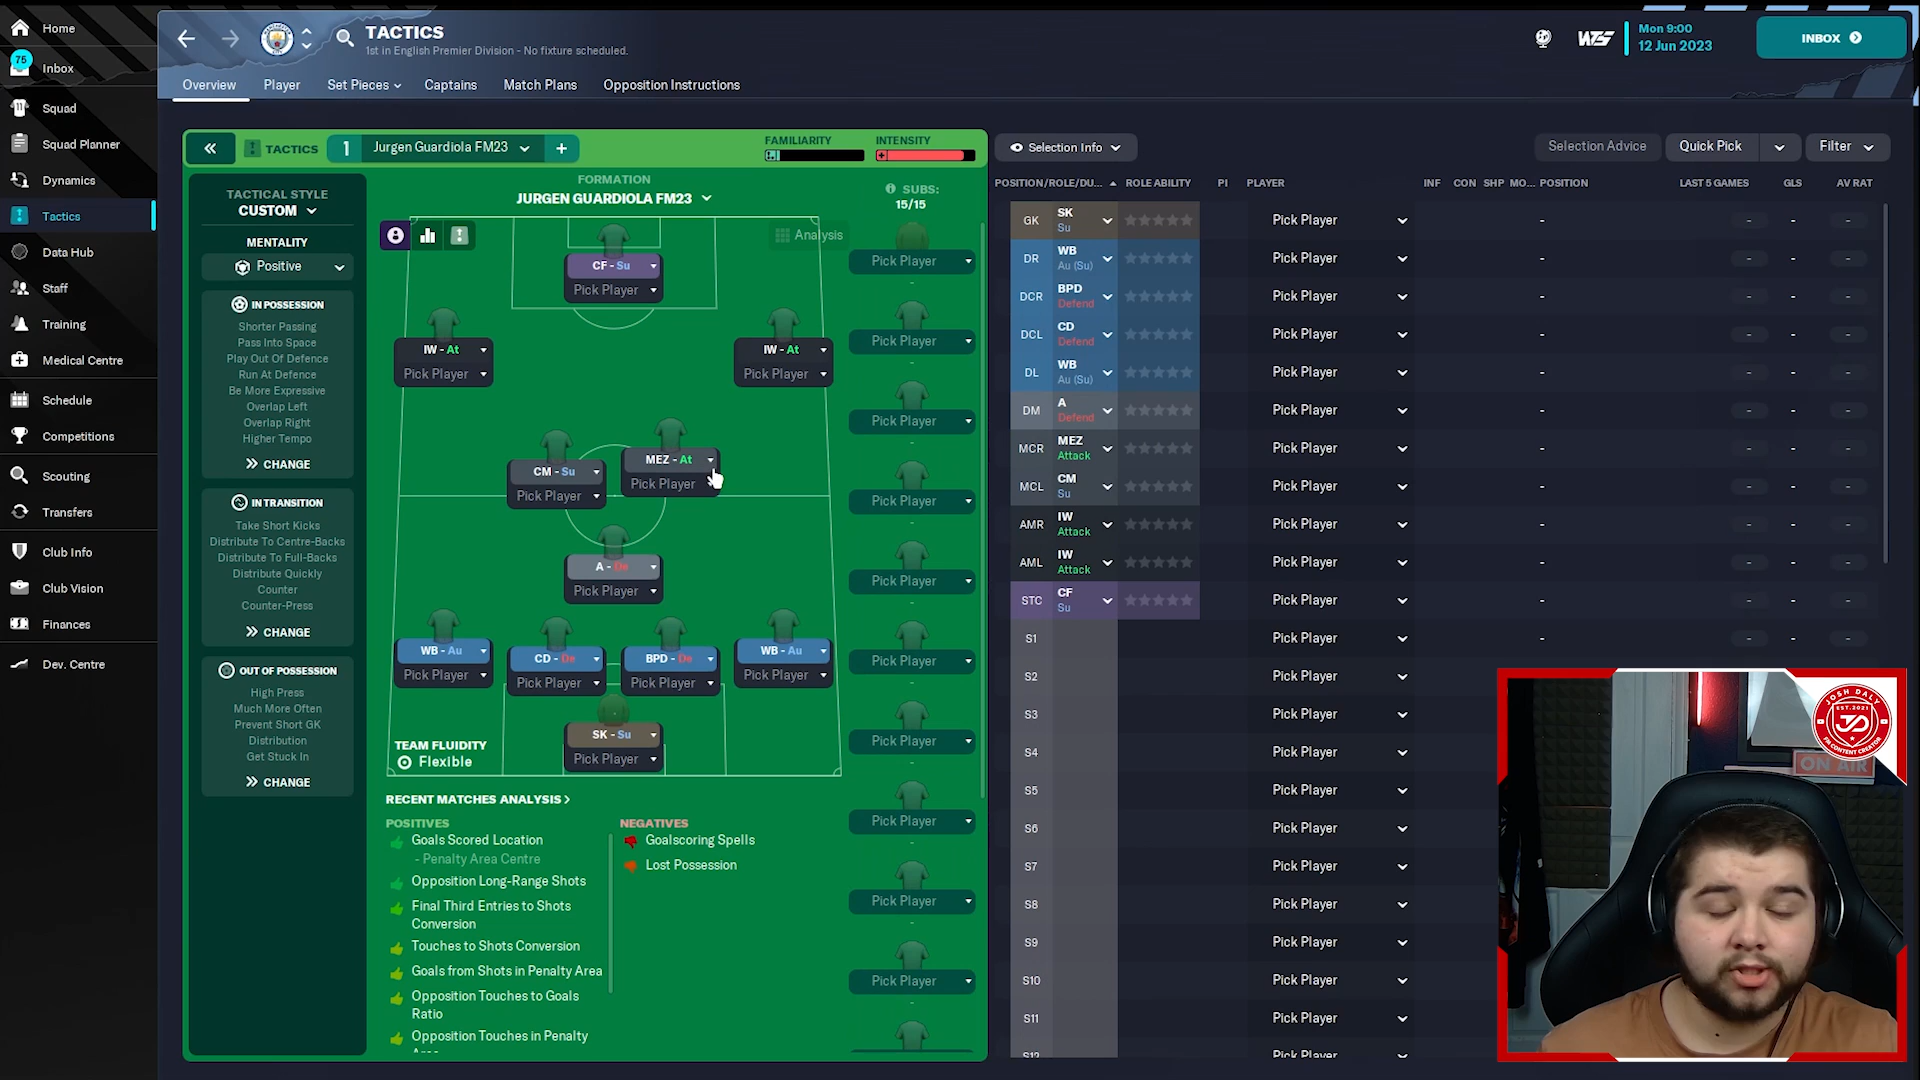 Home
75
Inbox
Squad
Squad Planner
Dynamics
Tactics
Data Hub
Staff
Training
Medical Centre
Schedule
Competitions
Scouting
Transfers
Club Info
Club Vision
Finances
Dev. Centre
TACTICS
1st in English Premier Division - No fixture scheduled.
Mon 9:00
12 Jun 2023
INBOX
Overview
Player
Set Pieces
Captains
Match Plans
Opposition Instructions
TACTICS
1
Jurgen Guardiola FM23
FAMILIARITY
INTENSITY
TACTICAL STYLE
CUSTOM
MENTALITY
Positive
IN POSSESSION
Shorter Passing
Pass Into Space
Play Out Of Defence
Run At Defence
Be More Expressive
Overlap Left
Overlap Right
Higher Tempo
CHANGE
IN TRANSITION
Take Short Kicks
Distribute To Centre-Backs
Distribute To Full-Backs
Distribute Quickly
Counter
Counter-Press
CHANGE
OUT OF POSSESSION
High Press
Much More Often
Prevent Short GK
Distribution
Get Stuck In
CHANGE
FORMATION
JURGEN GUARDIOLA FM23
SUBS:
15/15
Analysis
CF - Su
Pick Player
IW - At
Pick Player
IW - At
Pick Player
CM - Su
Pick Player
MEZ - At
Pick Player
A - De
Pick Player
WB - Au
Pick Player
CD - De
Pick Player
BPD - De
Pick Player
WB - Au
Pick Player
SK - Su
Pick Player
TEAM FLUIDITY
Flexible
Pick Player
Pick Player
Pick Player
Pick Player
Pick Player
Pick Player
Pick Player
Pick Player
Pick Player
Pick Player
RECENT MATCHES ANALYSIS
POSITIVES
Goals Scored Location
- Penalty Area Centre
Opposition Long-Range Shots
Final Third Entries to Shots
Conversion
Touches to Shots Conversion
Goals from Shots in Penalty Area
Opposition Touches to Goals
Ratio
Opposition Touches in Penalty
NEGATIVES
Goalscoring Spells
Lost Possession
Selection Info
Selection Advice
Quick Pick
Filter
POSITION/ROLE/DU... ROLE ABILITY PI PLAYER INF CON SHP MO... POSITION LAST 5 GAMES GLS AV RAT
GK SK Su Pick Player - - - -
DR WB Au (Su) Pick Player - - - -
DCR BPD Defend Pick Player - - - -
DCL CD Defend Pick Player - - - -
DL WB Au (Su) Pick Player - - - -
DM A Defend Pick Player - - - -
MCR MEZ Attack Pick Player - - - -
MCL CM Su Pick Player - - - -
AMR IW Attack Pick Player - - - -
AML IW Attack Pick Player - - - -
STC CF Su Pick Player - - - -
S1 Pick Player - - - -
S2 Pick Player
S3 Pick Player
S4 Pick Player
S5 Pick Player
S6 Pick Player
S7 Pick Player
S8 Pick Player
S9 Pick Player
S10 Pick Player
S11 Pick Player
S12 Pick Player
JOSH DALY
EST.2021
JD
FM CONTENT CREATOR
ON AIR